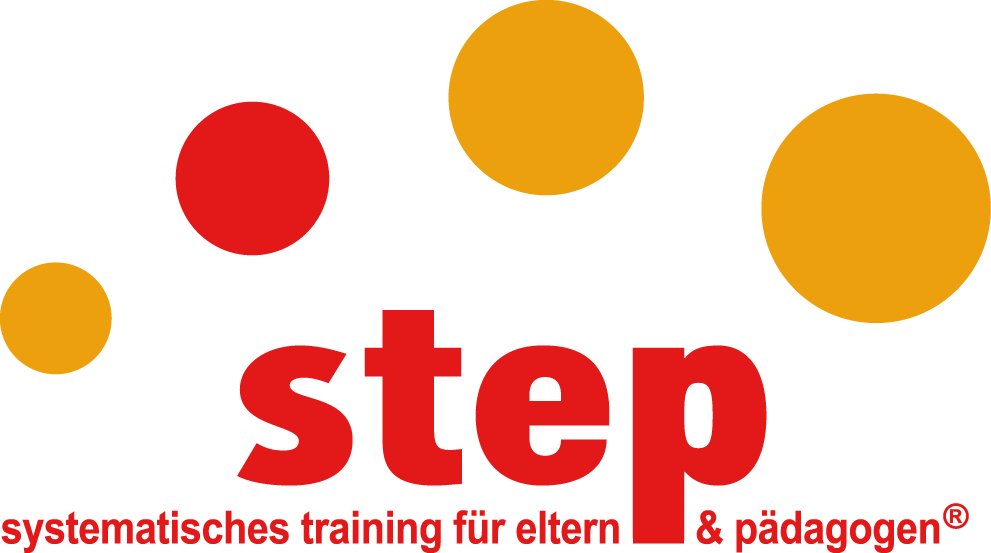 step
systematisches training für eltern & pädagogen®